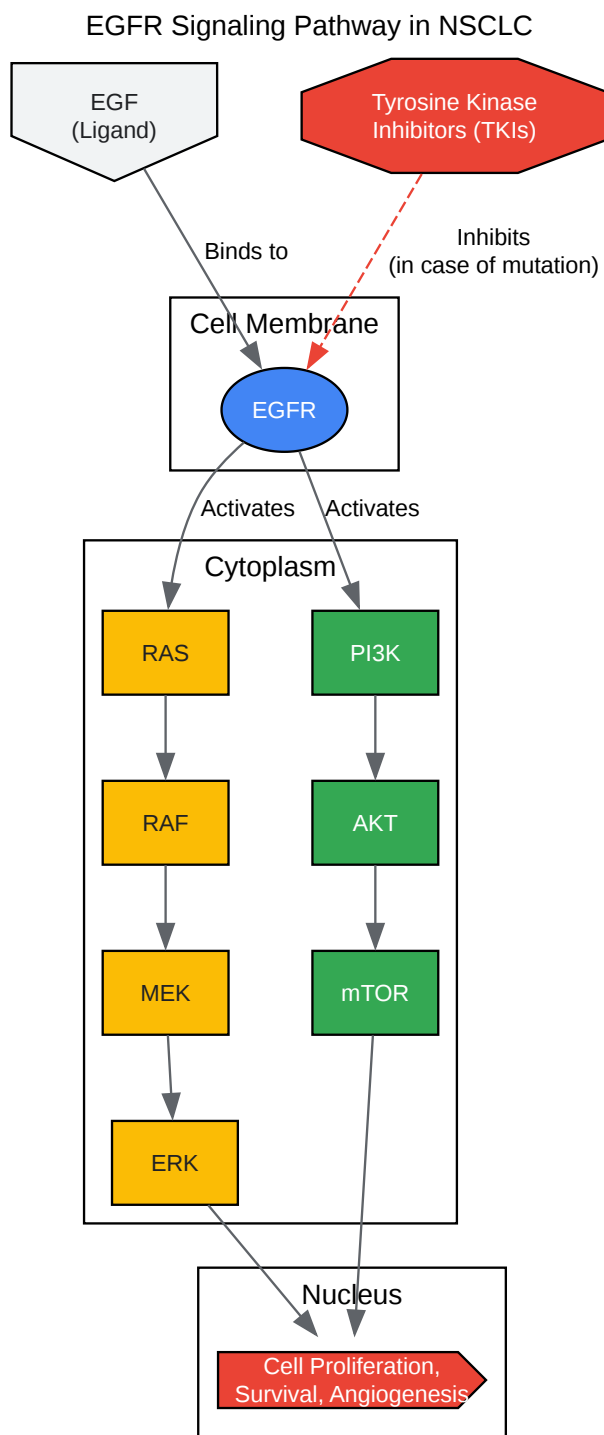 EGFR Signaling Pathway in NSCLC
EGF
(Ligand)
Tyrosine Kinase
Inhibitors (TKIs)
Binds to
Inhibits
(in case of mutation)
Cell Membrane
EGFR
Activates
Activates
Cytoplasm
RAS
PI3K
RAF
AKT
MEK
mTOR
ERK
Nucleus
Cell Proliferation,
Survival, Angiogenesis